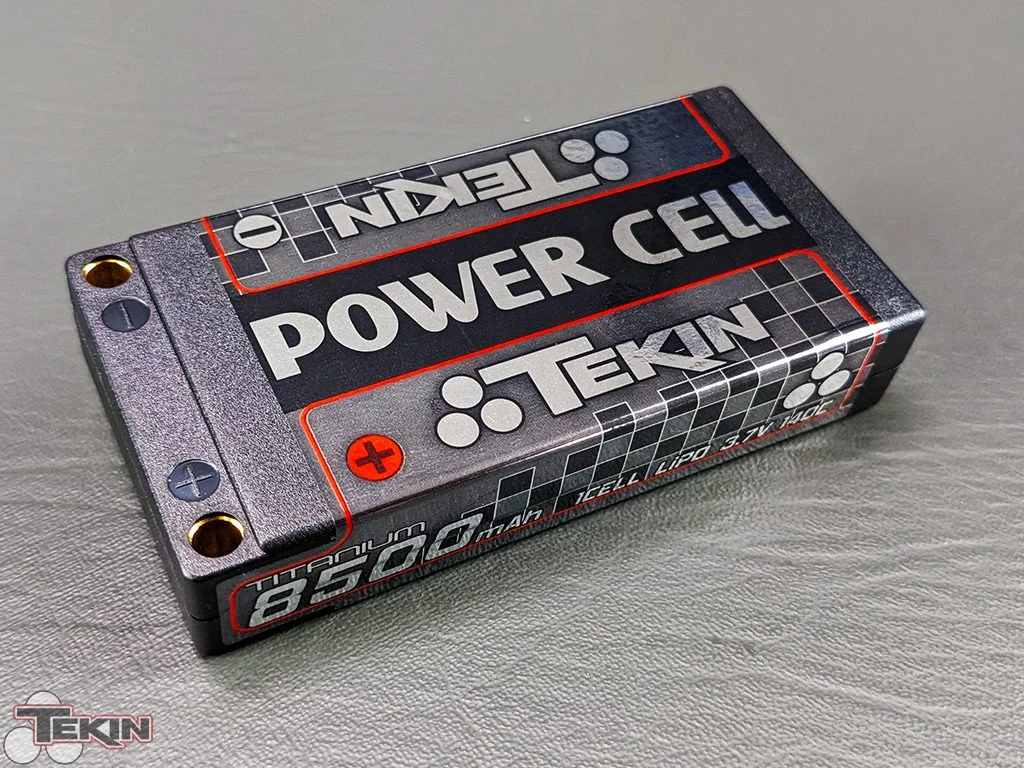 TEKIN
POWER CELL
TEKIN
TITANIUM
8500mAh 1CELL LiPO 3.7V 140C
TEKIN